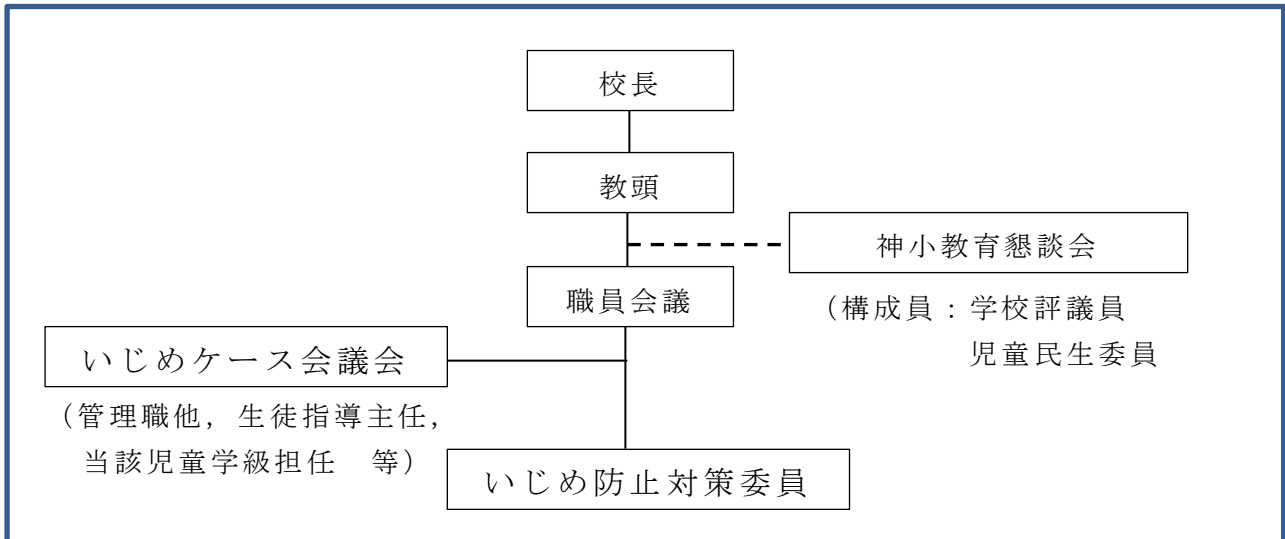 校長
教頭
神小教育懇談会
職員会議
（構成員：学校評議員
児童民生委員
いじめケース会議会
（管理職他，生徒指導主任，
当該児童学級担任　等）
いじめ防止対策委員